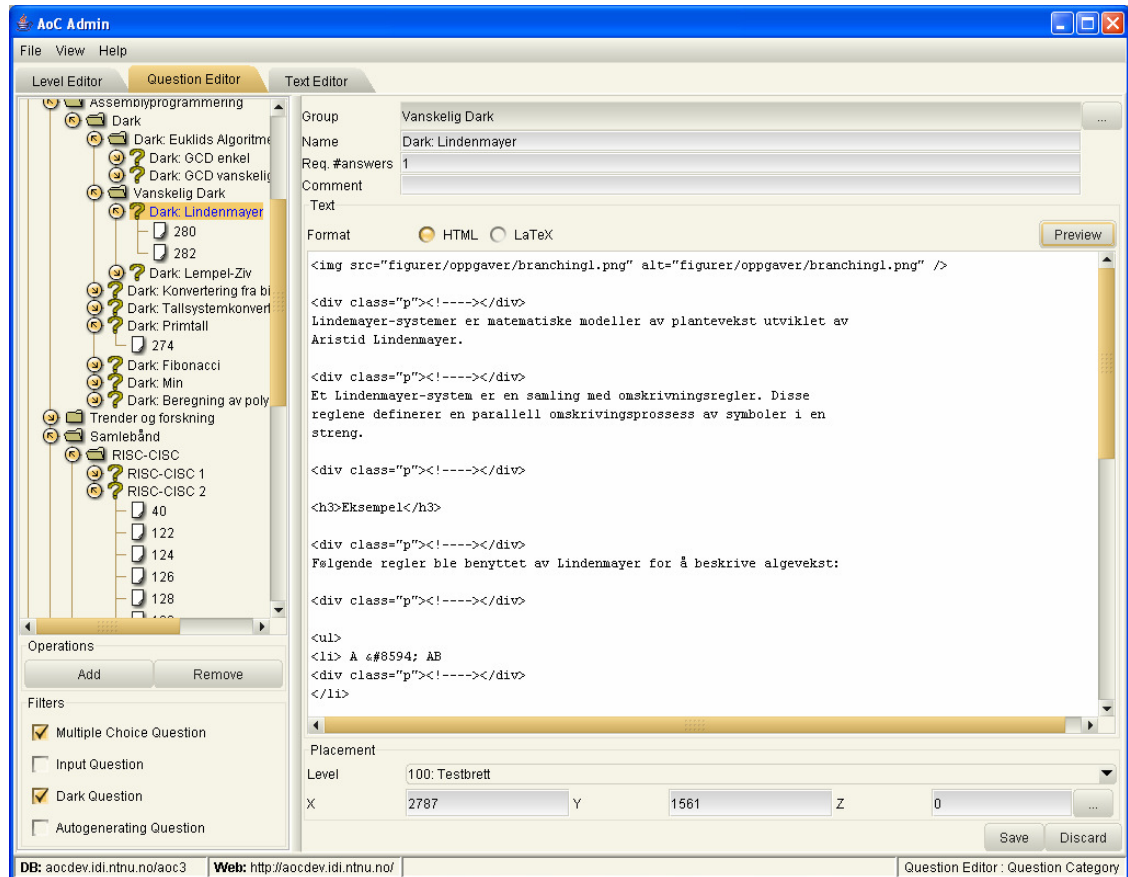 AoC Admin
File View Help
Level Editor Question Editor Text Editor
Assemblyprogrammering
Dark
Dark: Euklids Algoritme
Dark: GCD enkel
Dark: GCD vanskelig
Vanskelig Dark
Dark: Lindenmayer
280
282
Dark: Lempel-Ziv
Dark: Konvertering fra bi
Dark: Tallsystemkonvert
Dark: Primtall
274
Dark: Fibonacci
Dark: Min
Dark: Beregning av poly
Trender og forskning
Samlebånd
RISC-CISC
RISC-CISC 1
RISC-CISC 2
40
122
124
126
128
Operations
Add Remove
Filters
Multiple Choice Question
Input Question
Dark Question
Autogenerating Question
Group Vanskelig Dark ...
Name Dark: Lindenmayer
Req. #answers 1
Comment
Text
Format HTML LaTeX Preview
<img src="figurer/oppgaver/branching1.png" alt="figurer/oppgaver/branching1.png" />
<div class="p"><!----></div>
Lindemayer-systemer er matematiske modeller av plantevekst utviklet av
Aristid Lindenmayer.
<div class="p"><!----></div>
Et Lindenmayer-system er en samling med omskrivningsregler. Disse
reglene definerer en parallell omskrivingsprossess av symboler i en
streng.
<div class="p"><!----></div>
<h3>Eksempel</h3>
<div class="p"><!----></div>
Følgende regler ble benyttet av Lindenmayer for å beskrive algevekst:
<div class="p"><!----></div>
<ul>
<li> A &#8594; AB
<div class="p"><!----></div>
</li>
Placement
Level 100: Testbrett
X 2787 Y 1561 Z 0 ...
Save Discard
DB: aocdev.idi.ntnu.no/aoc3 Web: http://aocdev.idi.ntnu.no/ Question Editor : Question Category